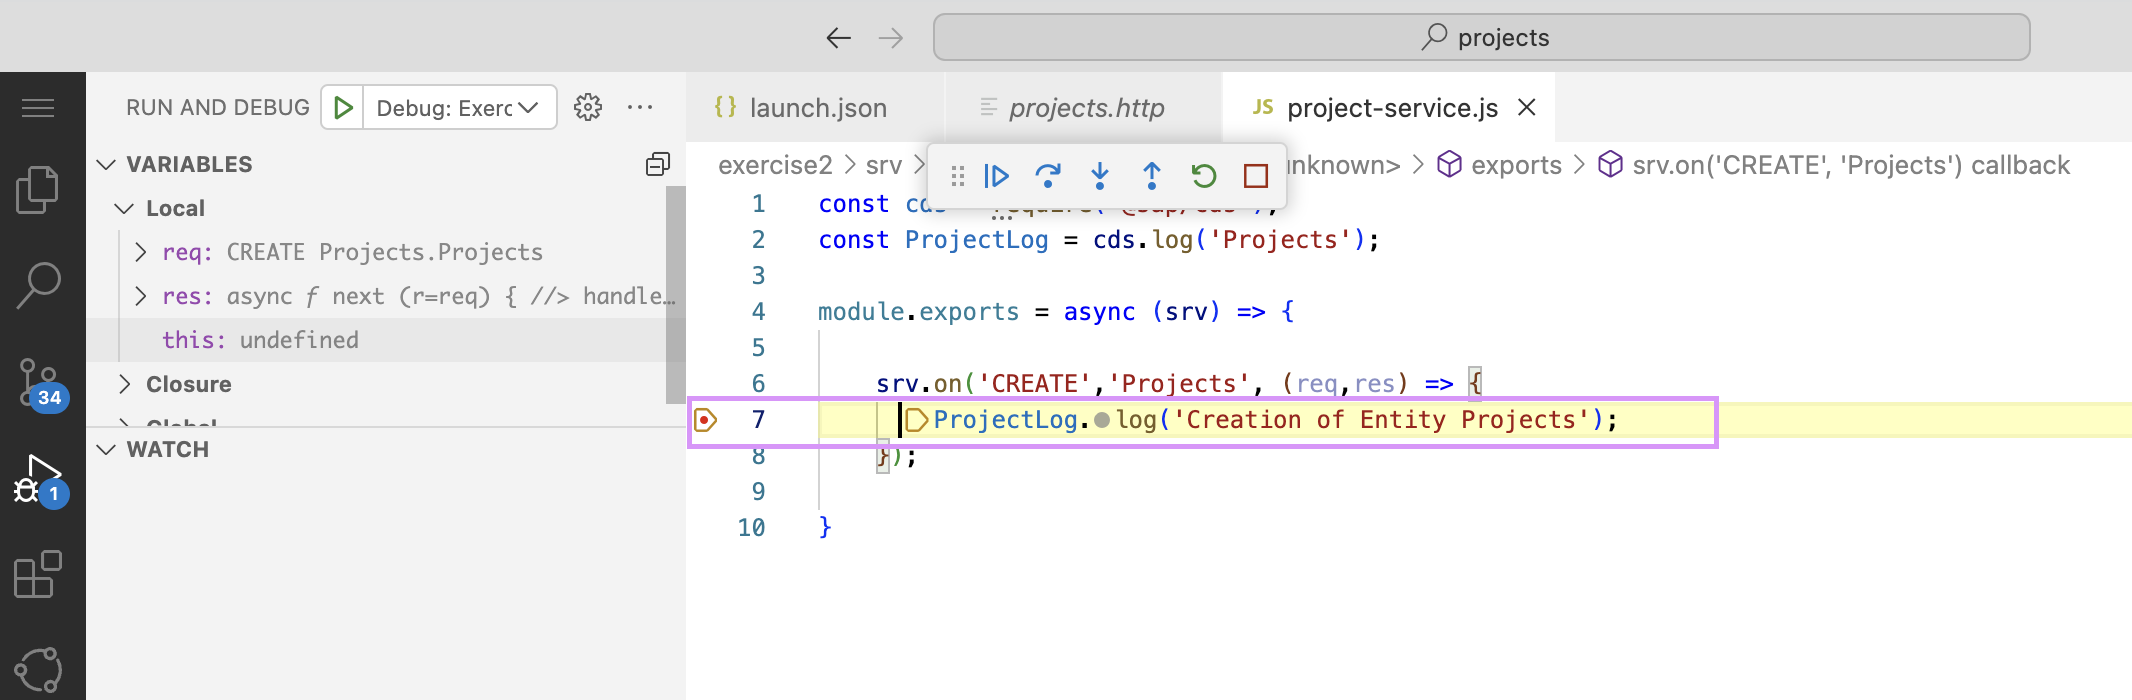 projects
RUN AND DEBUG
Debug: Exerc
launch.json
projects.http
JS project-service.js
VARIABLES
exercise2 > srv > unknown> > exports > srv.on('CREATE', 'Projects') callback
Local
req: CREATE Projects.Projects
res: async ƒ next (r=req) { //> handle…
this: undefined
Closure
Global
WATCH
34
1
1 const cds
2 const ProjectLog = cds.log('Projects');
3
4 module.exports = async (srv) => {
5
6 srv.on('CREATE','Projects', (req,res) => {
7 ProjectLog.log('Creation of Entity Projects');
8 });
9
10 }